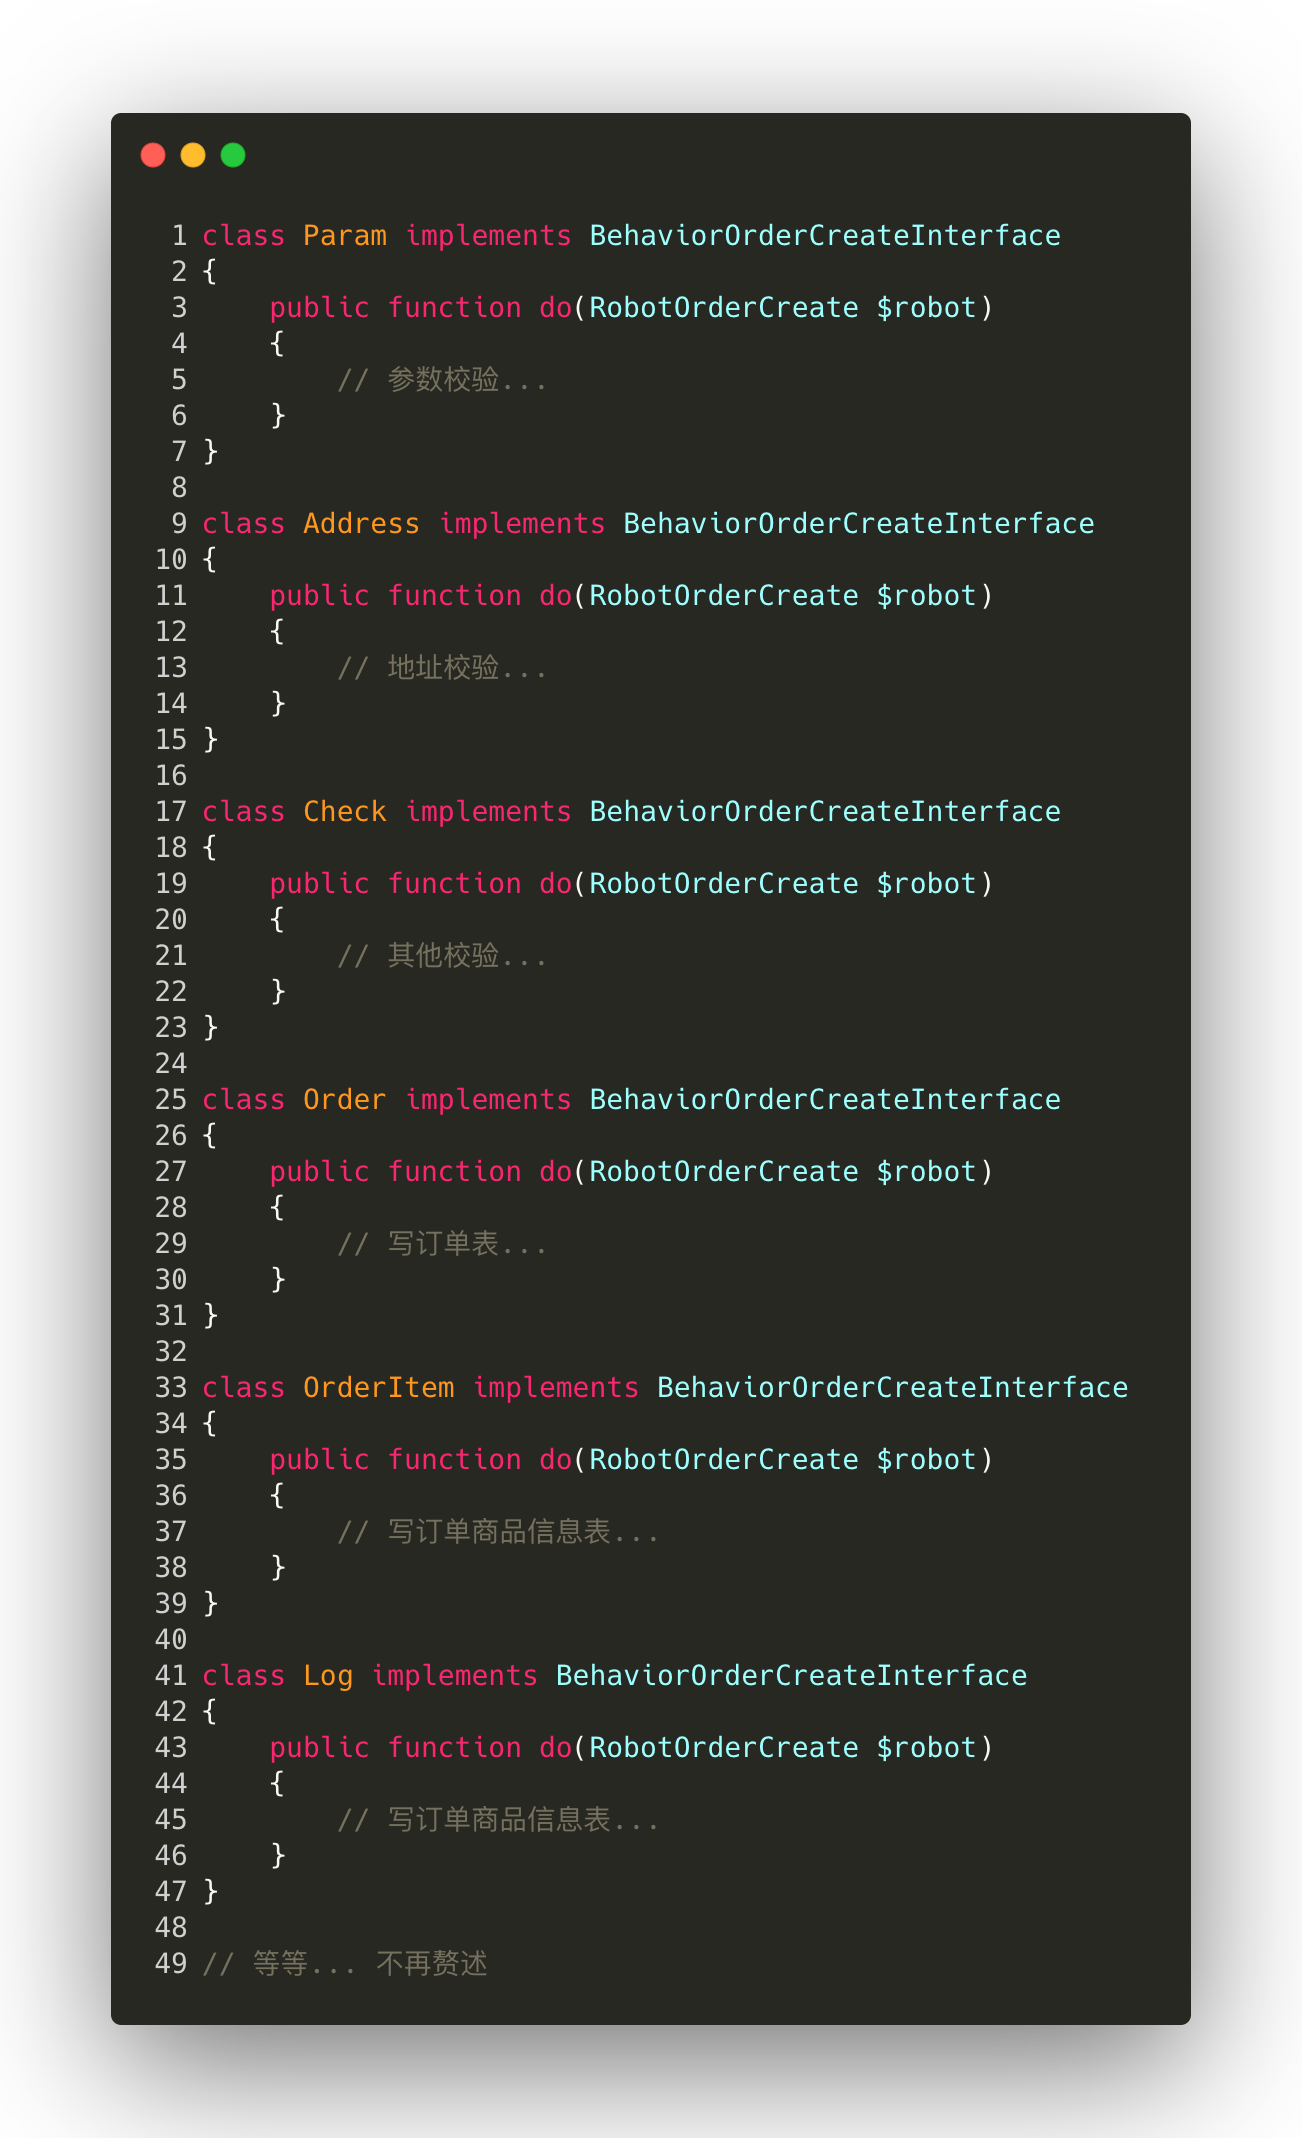 1 class Param implements BehaviorOrderCreateInterface
2 {
3     public function do(RobotOrderCreate $robot)
4     {
5         // 参数校验...
6     }
7 }
8
9 class Address implements BehaviorOrderCreateInterface
10 {
11     public function do(RobotOrderCreate $robot)
12     {
13         // 地址校验...
14     }
15 }
16
17 class Check implements BehaviorOrderCreateInterface
18 {
19     public function do(RobotOrderCreate $robot)
20     {
21         // 其他校验...
22     }
23 }
24
25 class Order implements BehaviorOrderCreateInterface
26 {
27     public function do(RobotOrderCreate $robot)
28     {
29         // 写订单表...
30     }
31 }
32
33 class OrderItem implements BehaviorOrderCreateInterface
34 {
35     public function do(RobotOrderCreate $robot)
36     {
37         // 写订单商品信息表...
38     }
39 }
40
41 class Log implements BehaviorOrderCreateInterface
42 {
43     public function do(RobotOrderCreate $robot)
44     {
45         // 写订单商品信息表...
46     }
47 }
48
49 // 等等... 不再赘述